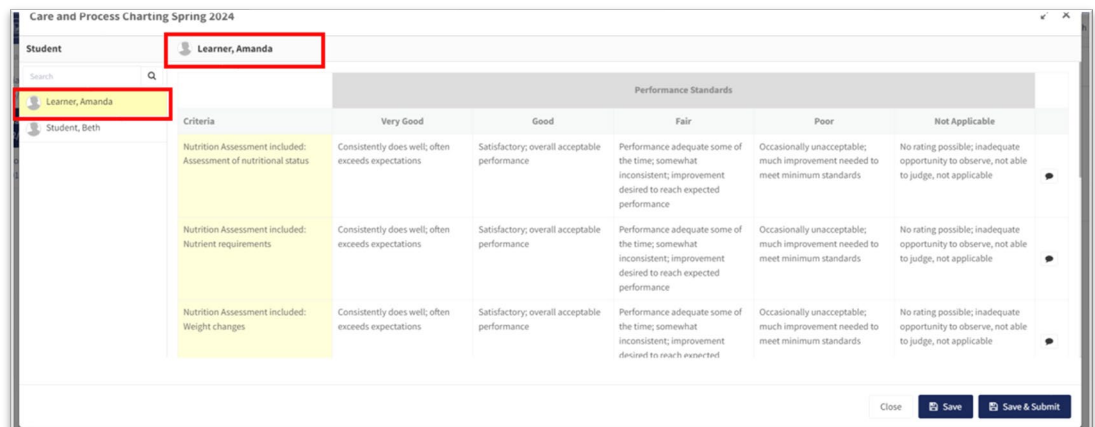 Care and Process Charting Spring 2024
Student
Learner, Amanda
Search
Learner, Amanda
Student, Beth
Performance Standards
Criteria Very Good Good Fair Poor Not Applicable
Nutrition Assessment included: Consistently does well; often Satisfactory; overall acceptable Performance adequate some of Occasionally unacceptable; No rating possible; inadequate
Assessment of nutritional status exceeds expectations performance the time; somewhat much improvement needed to opportunity to observe, not able
inconsistent; improvement meet minimum standards to judge, not applicable
desired to reach expected
performance
Nutrition Assessment included: Consistently does well; often Satisfactory; overall acceptable Performance adequate some of Occasionally unacceptable; No rating possible; inadequate
Nutrient requirements exceeds expectations performance the time; somewhat much improvement needed to opportunity to observe, not able
inconsistent; improvement meet minimum standards to judge, not applicable
desired to reach expected
performance
Nutrition Assessment included: Consistently does well; often Satisfactory; overall acceptable Performance adequate some of Occasionally unacceptable; No rating possible; inadequate
Weight changes exceeds expectations performance the time; somewhat much improvement needed to opportunity to observe, not able
inconsistent; improvement meet minimum standards to judge, not applicable
desired to reach expected
Close Save Save & Submit